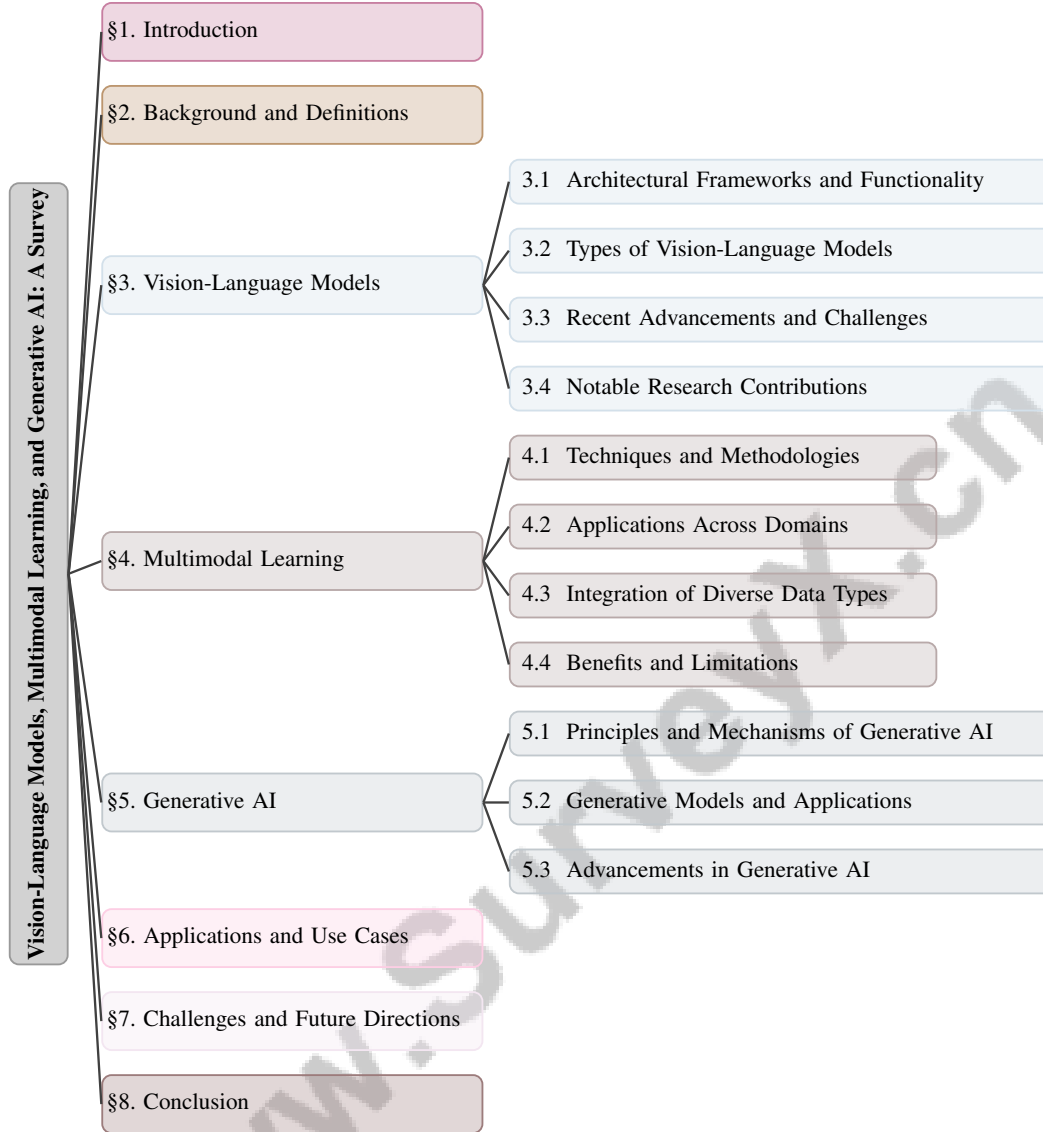 Vision-Language Models, Multimodal Learning, and Generative AI: A Survey
§1. Introduction
§2. Background and Definitions
§3. Vision-Language Models
3.1 Architectural Frameworks and Functionality
3.2 Types of Vision-Language Models
3.3 Recent Advancements and Challenges
3.4 Notable Research Contributions
§4. Multimodal Learning
4.1 Techniques and Methodologies
4.2 Applications Across Domains
4.3 Integration of Diverse Data Types
4.4 Benefits and Limitations
§5. Generative AI
5.1 Principles and Mechanisms of Generative AI
5.2 Generative Models and Applications
5.3 Advancements in Generative AI
§6. Applications and Use Cases
§7. Challenges and Future Directions
§8. Conclusion
w.SurveyX.cn